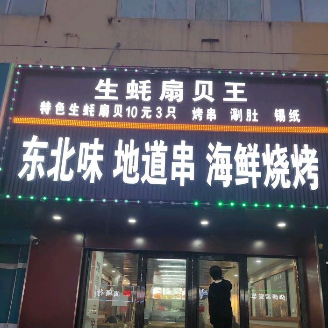 生蚝扇贝王
特色生蚝扇贝10元3只 烤串 涮肚 锡纸
东北味 地道串 海鲜烧烤